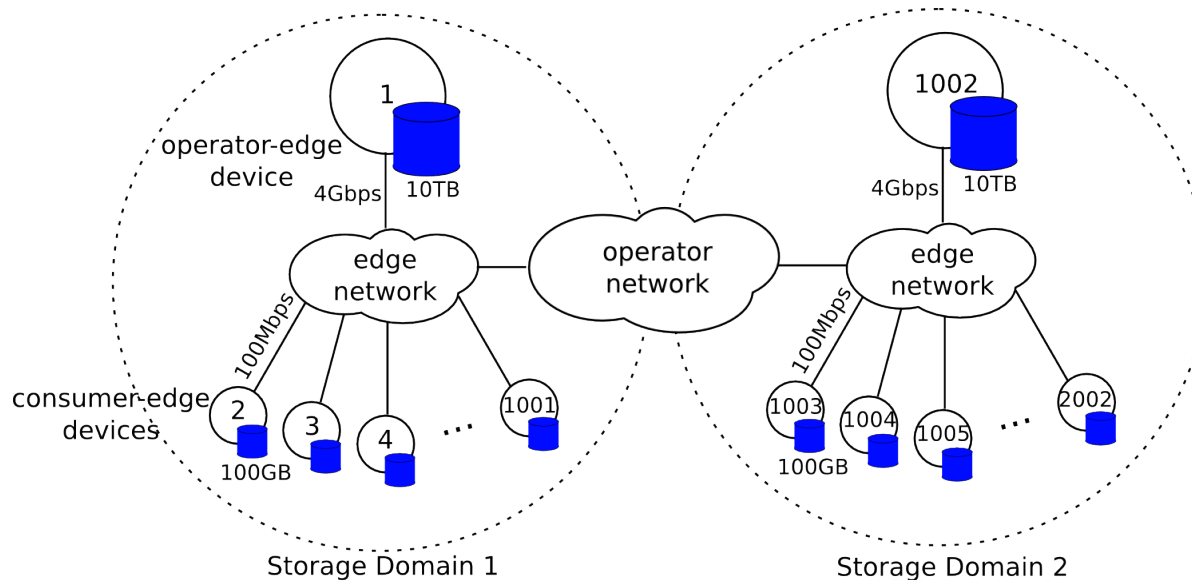 1
1002
operator-edge
device
4Gbps
10TB
4Gbps
10TB
edge
network
operator
network
edge
network
100Mbps
100Mbps
consumer-edge
devices
2
3
4
...
1001
100GB
1003
1004
1005
...
2002
100GB
Storage Domain 1
Storage Domain 2